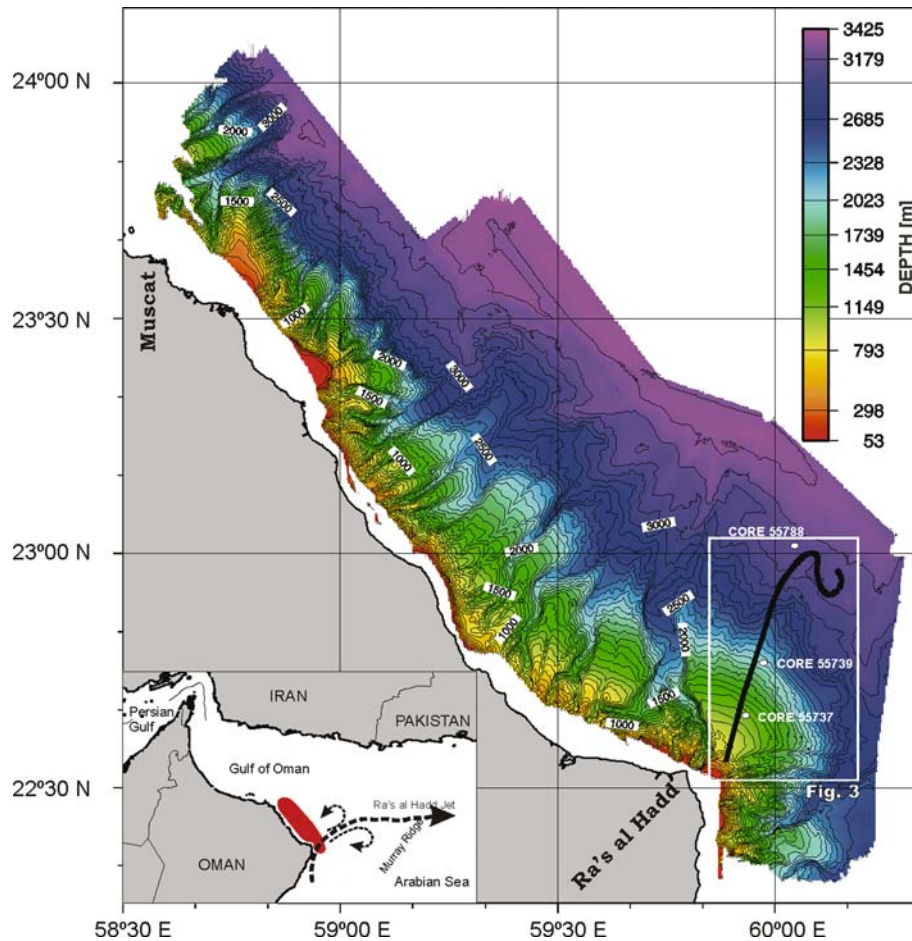 24°00 N
23°30 N
23°00 N
22°30 N
58°30 E
59°00 E
59°30 E
60°00 E
3425
3179
2685
2328
2023
1739
1454
1149
793
298
53
DEPTH [m]
Muscat
Ra's al Hadd
2000
3000
2500
1500
1000
2000
1500
3000
1000
2500
2000
1500
1000
3000
2500
2000
1500
1000
CORE 55788
CORE 55739
CORE 55737
Fig. 3
IRAN
PAKISTAN
Persian
Gulf
Gulf of Oman
Ra's al Hadd Jet
Murray Ridge
OMAN
Arabian Sea